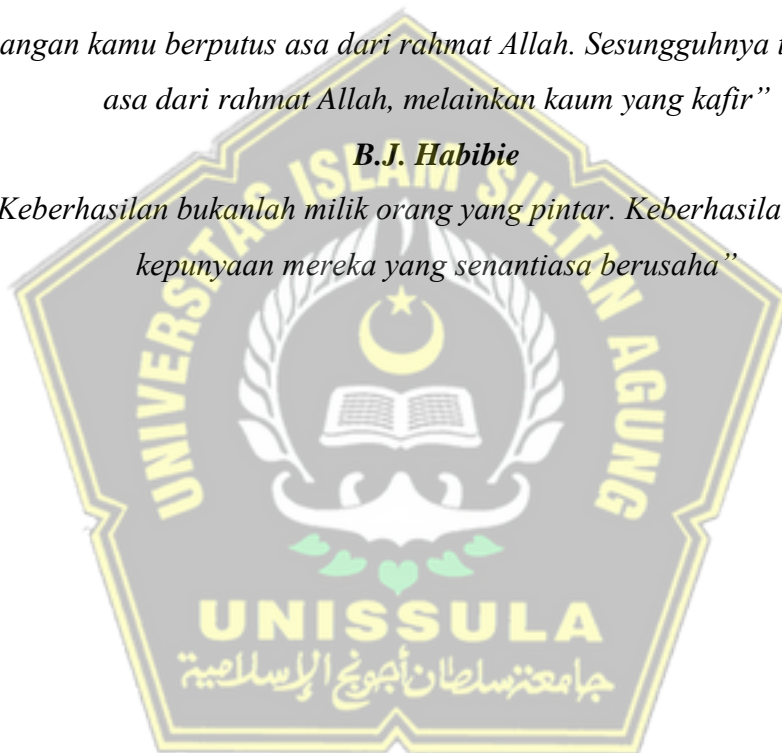 angan kamu berputus asa dari rahmat Allah. Sesungguhnya
asa dari rahmat Allah, melainkan kaum yang kafir”
B.J. Habibie
Keberhasilan bukanlah milik orang yang pintar. Keberhasila
kepunyaan mereka yang senantiasa berusaha”
UNIVERSITAS ISLAM SULTAN AGUNG
UNISSULA
جامعة سلطان أجونج الإسلامية